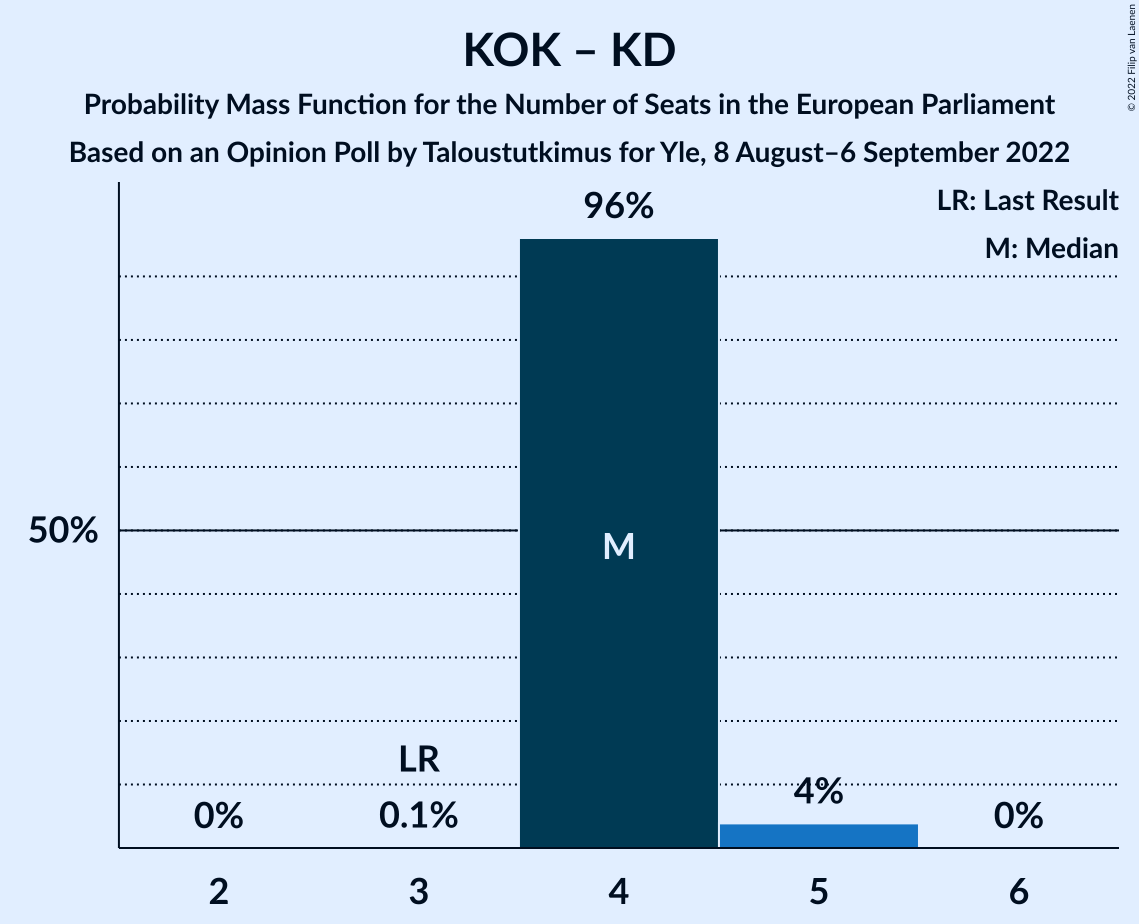 KOK – KD
Probability Mass Function for the Number of Seats in the European Parliament
Based on an Opinion Poll by Taloustutkimus for Yle, 8 August–6 September 2022
© 2022 Filip van Laenen
LR: Last Result
M: Median
96%
50%
M
LR
0%
0.1%
4%
0%
2
3
4
5
6